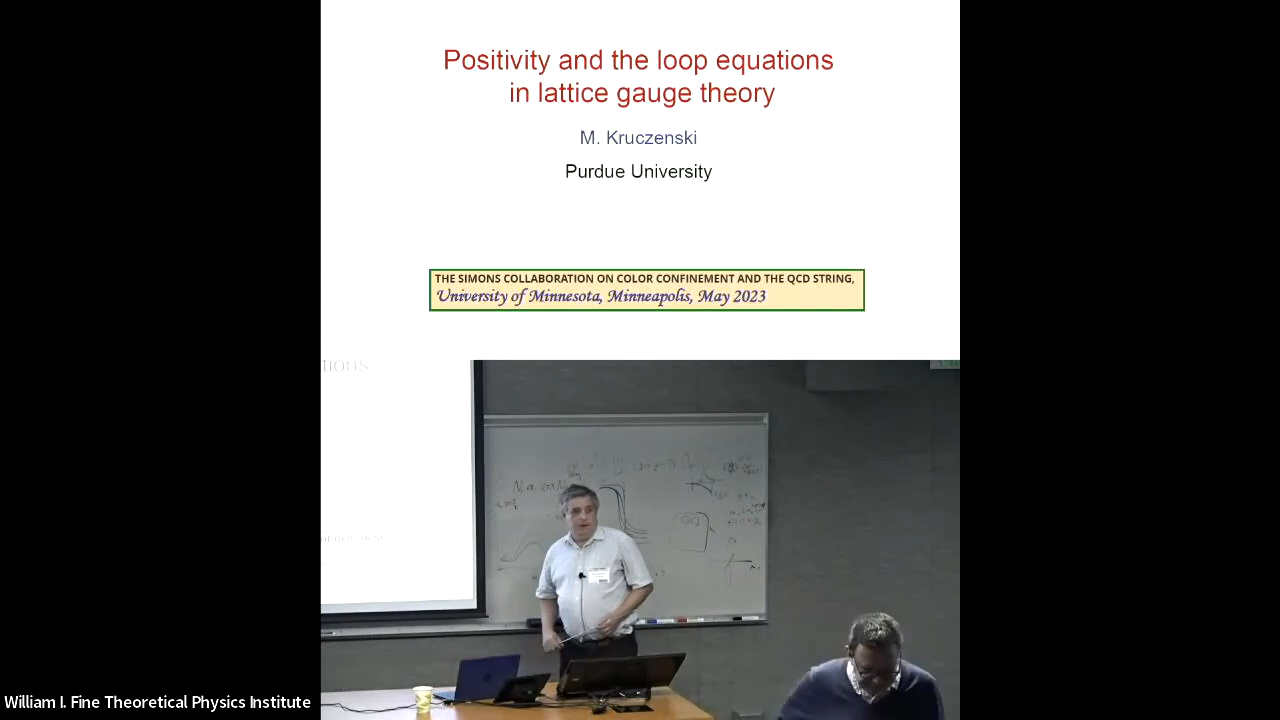 Positivity and the loop equations
in lattice gauge theory
M. Kruczenski
Purdue University
THE SIMONS COLLABORATION ON COLOR CONFINEMENT AND THE QCD STRING,
University of Minnesota, Minneapolis, May 2023
tions
William I. Fine Theoretical Physics Institute